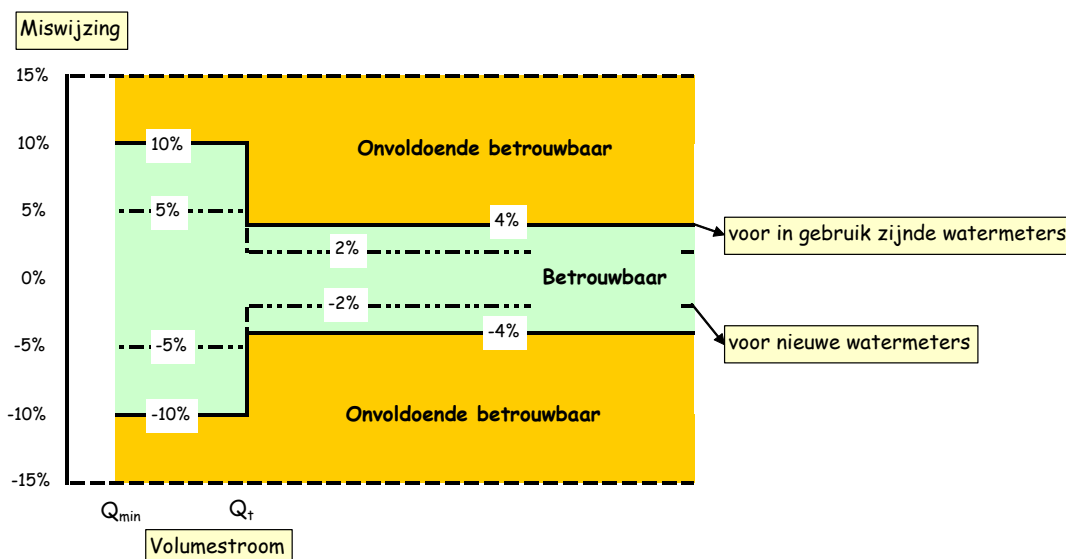 Miswijzing
15%
10%
10%
Onvoldoende betrouwbaar
5%
5%
4%
voor in gebruik zijnde watermeters
2%
0%
Betrouwbaar
-2%
-4%
voor nieuwe watermeters
-5%
-5%
-10%
-10%
Onvoldoende betrouwbaar
-15%
Qmin
Qt
Volumestroom